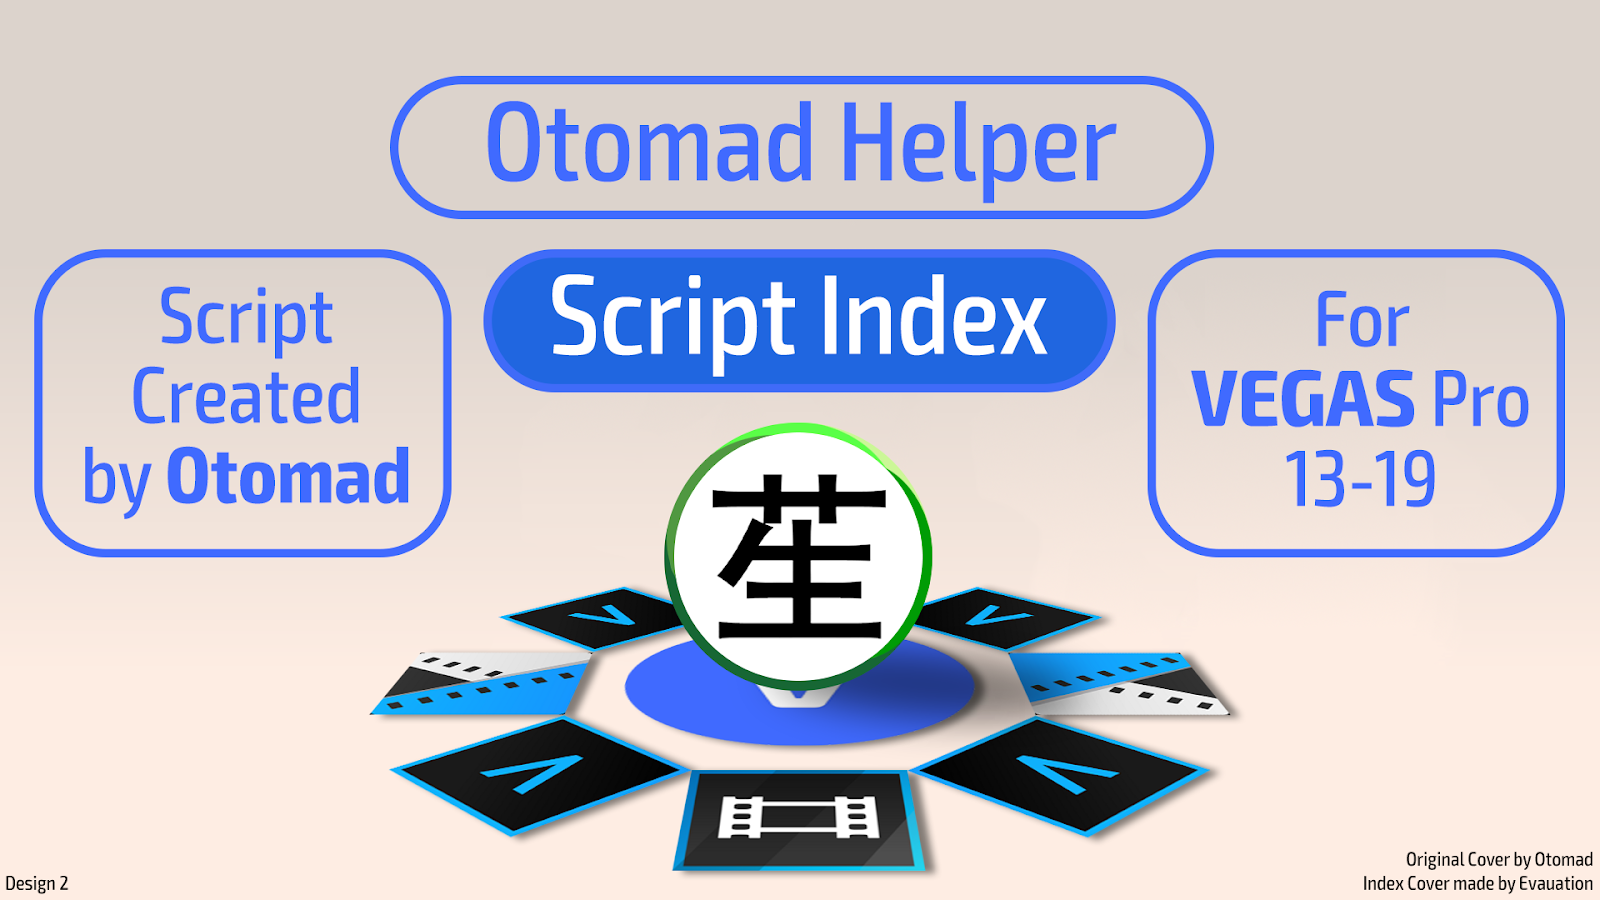 Otomad Helper
Script Index
Script
Created
by Otomad
For
VEGAS Pro
13-19
苼
Design 2
Original Cover by Otomad
Index Cover made by Evauation